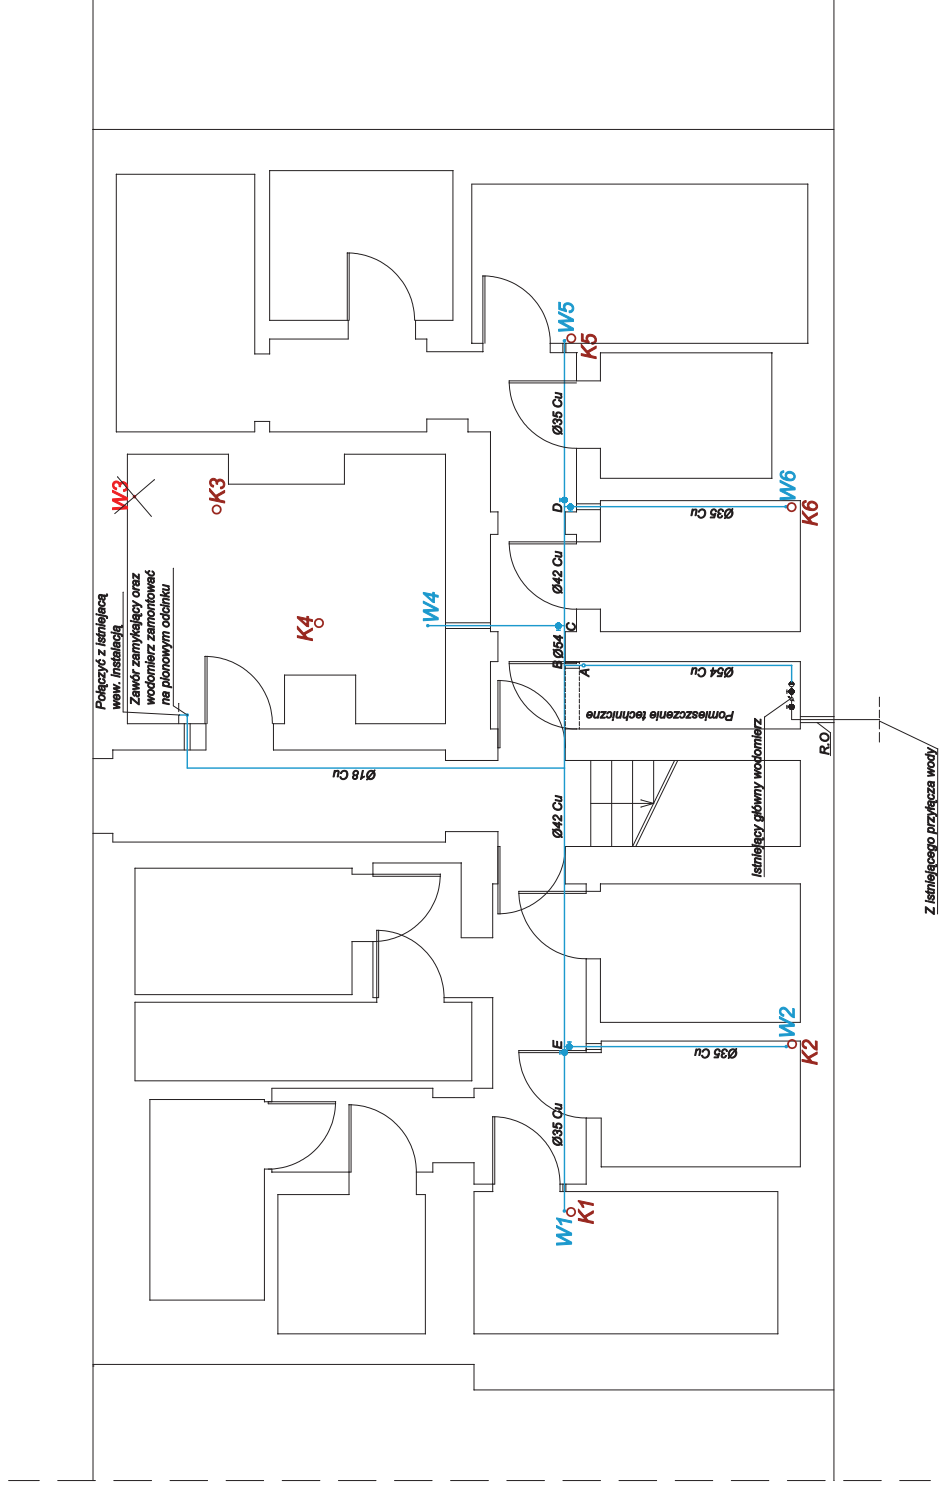 W3
K3
Połączyć z istniejącą
wew. instalacją
Zawór zamykający oraz
wodomierz zamontować
na pionowym odcinku
K4
W4
W5
K5
Ø35 Cu
D
W6
K6
Ø35 Cu
Ø42 Cu
C
Ø54
B
A
Ø54 Cu
Pomieszczenie techniczne
Istniejący główny wodomierz
R.O
Z istniejącego przyłącza wody
Ø18 Cu
Ø42 Cu
E
W2
K2
Ø35 Cu
Ø35 Cu
W1
K1